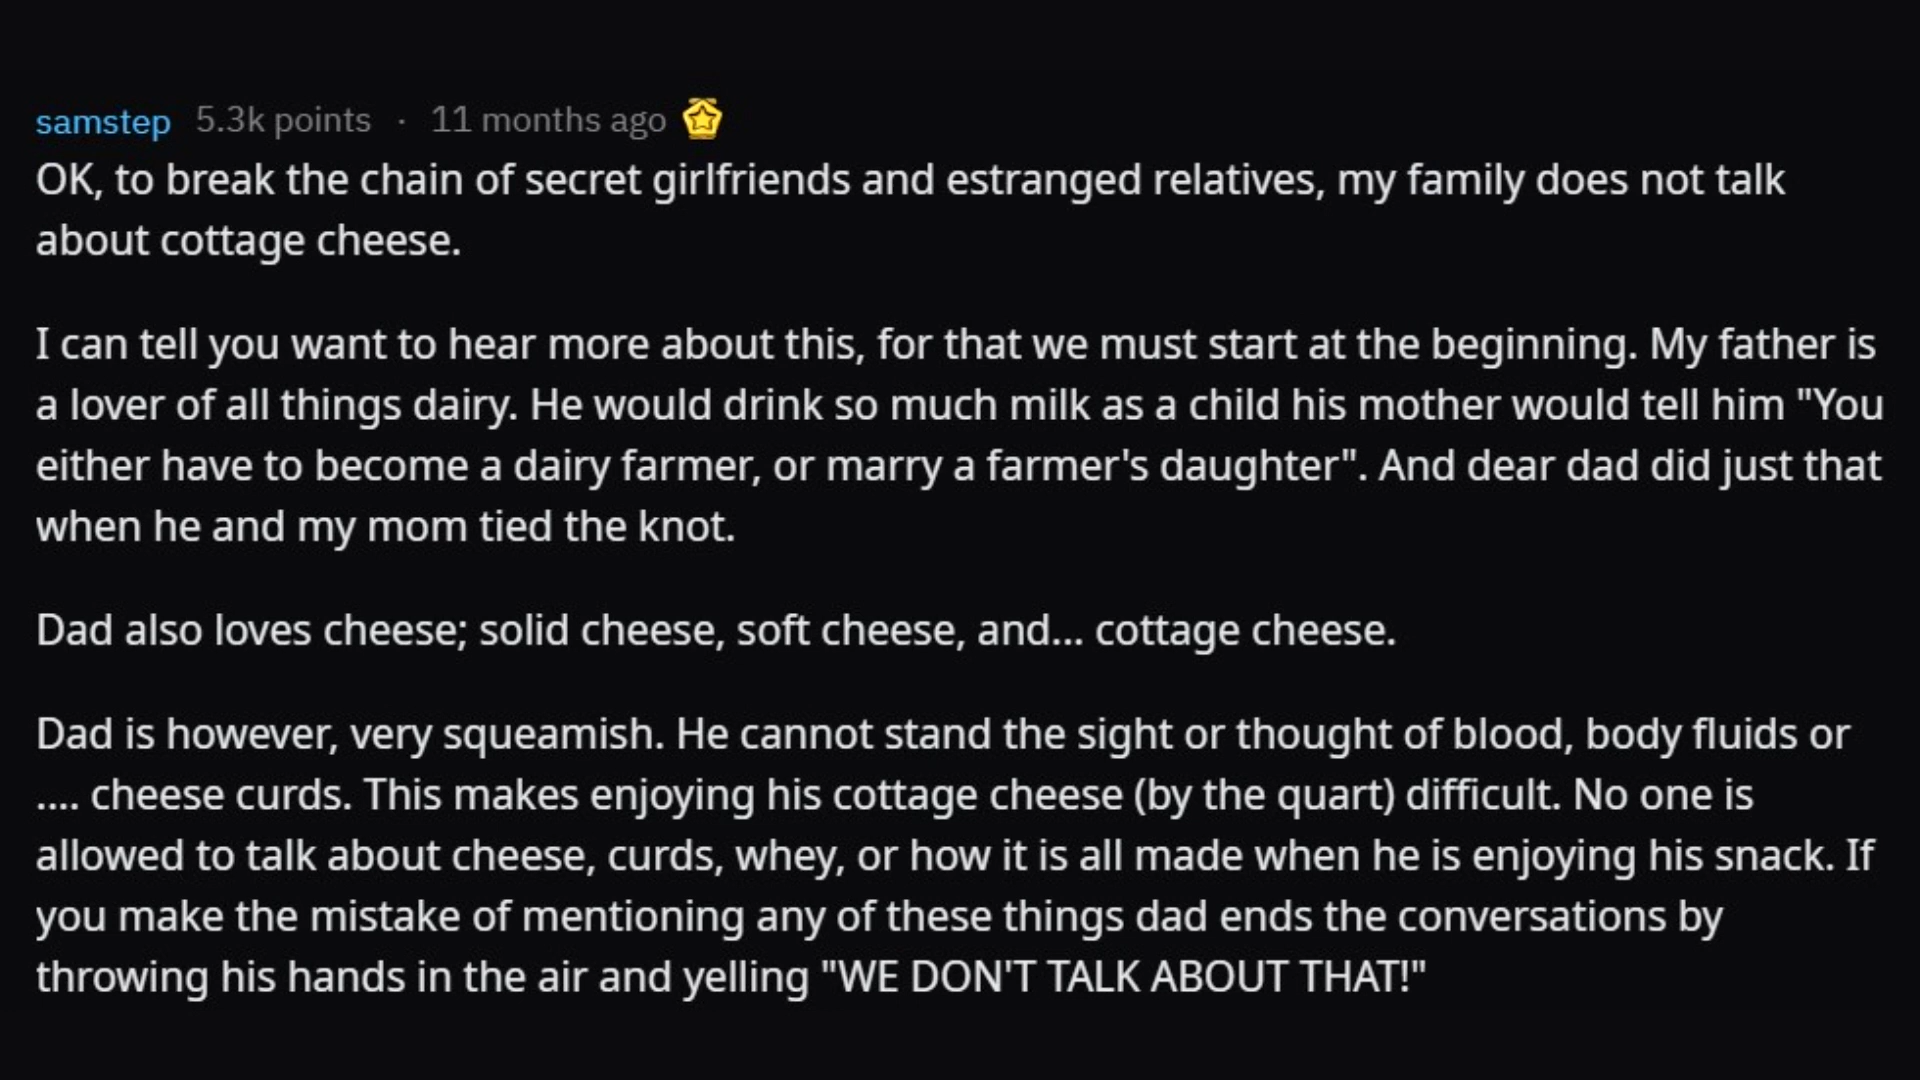 samstep 5.3k points · 11 months ago
OK, to break the chain of secret girlfriends and estranged relatives, my family does not talk
about cottage cheese.
I can tell you want to hear more about this, for that we must start at the beginning. My father is
a lover of all things dairy. He would drink so much milk as a child his mother would tell him "You
either have to become a dairy farmer, or marry a farmer's daughter". And dear dad did just that
when he and my mom tied the knot.
Dad also loves cheese; solid cheese, soft cheese, and... cottage cheese.
Dad is however, very squeamish. He cannot stand the sight or thought of blood, body fluids or
.... cheese curds. This makes enjoying his cottage cheese (by the quart) difficult. No one is
allowed to talk about cheese, curds, whey, or how it is all made when he is enjoying his snack. If
you make the mistake of mentioning any of these things dad ends the conversations by
throwing his hands in the air and yelling "WE DON'T TALK ABOUT THAT!"